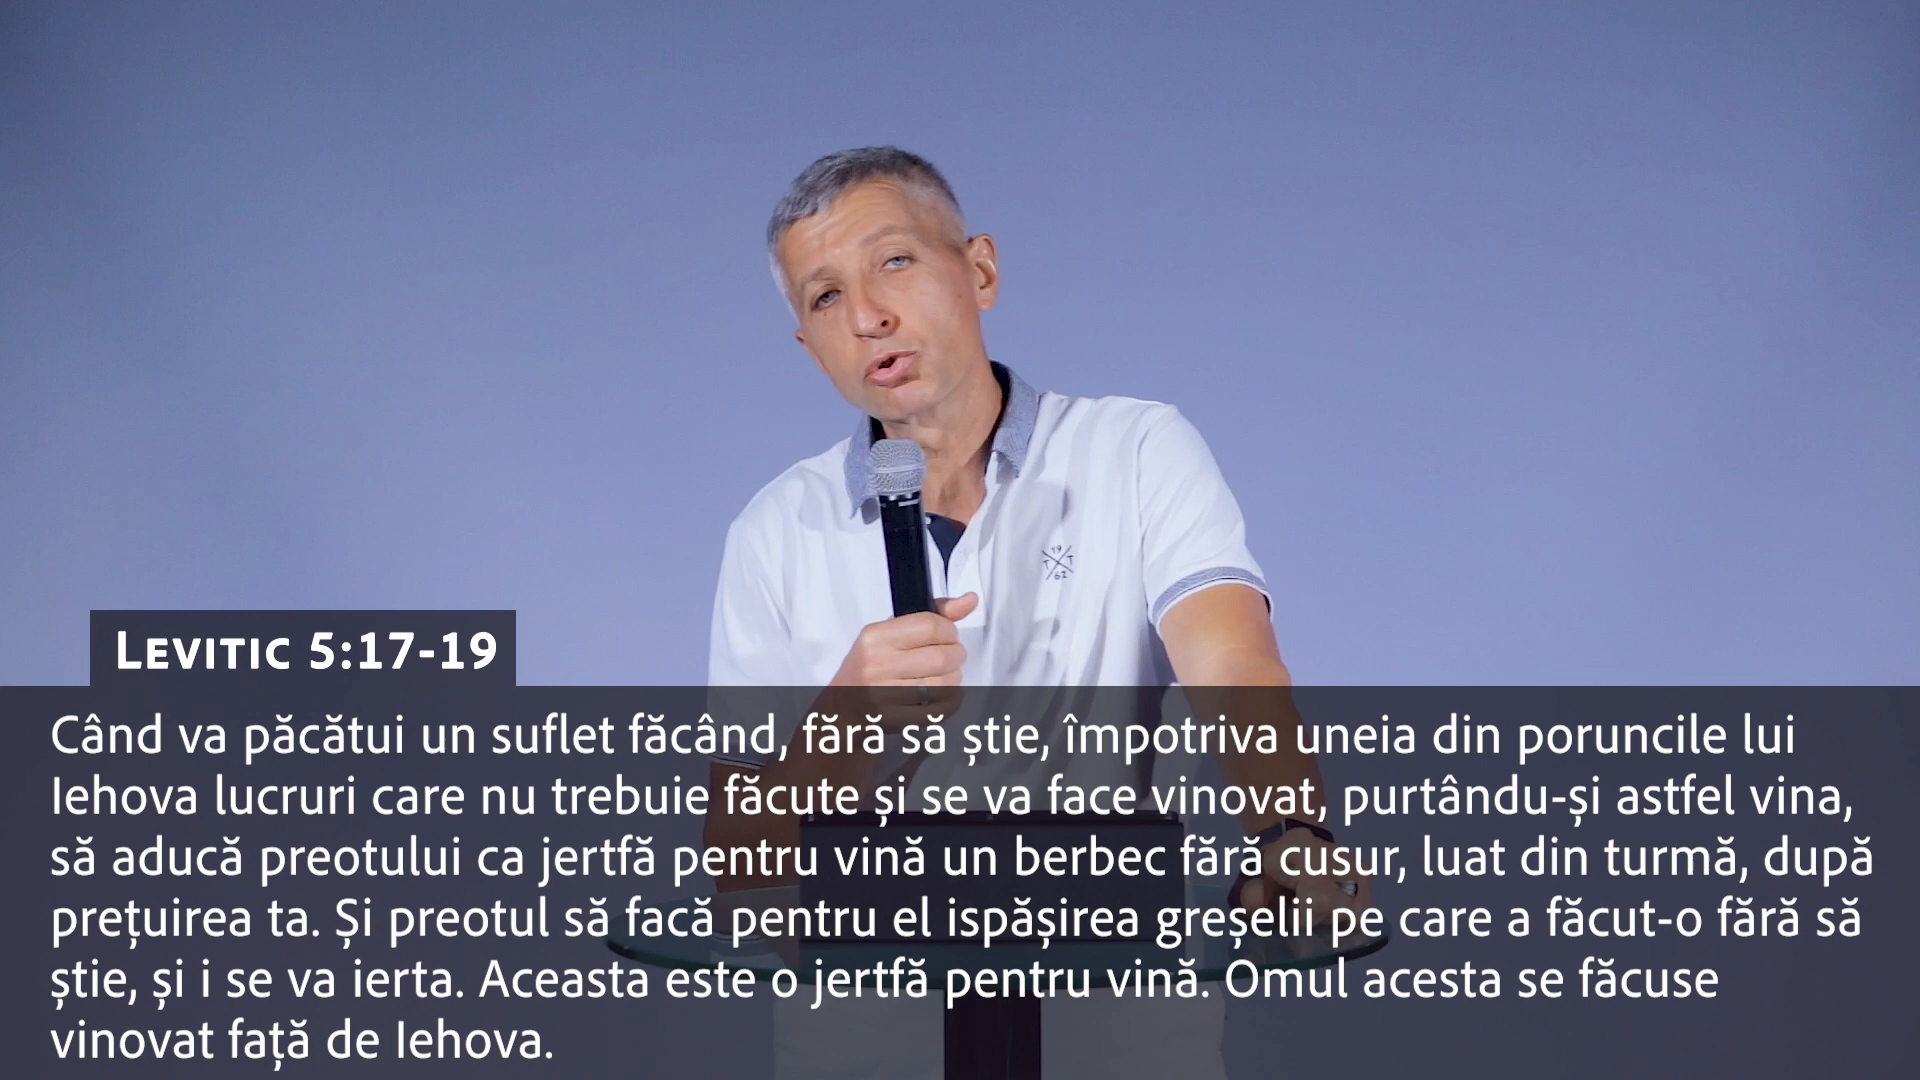 19
T T
62
LEVITIC 5:17-19
Când va păcătui un suflet făcând, fără să știe, împotriva uneia din poruncile lui
Iehova lucruri care nu trebuie făcute și se va face vinovat, purtându-și astfel vina,
să aducă preotului ca jertfă pentru vină un berbec fără cusur, luat din turmă, după
prețuirea ta. Și preotul să facă pentru el ispășirea greșelii pe care a făcut-o fără să
știe, și i se va ierta. Aceasta este o jertfă pentru vină. Omul acesta se făcuse
vinovat față de Iehova.